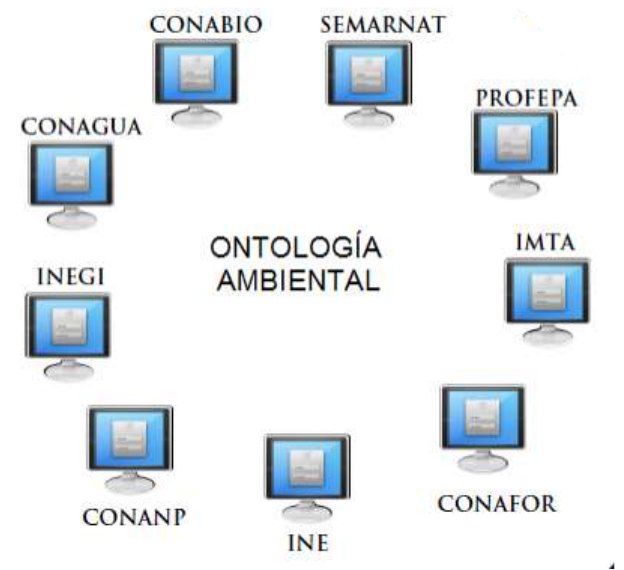 CONABIO
SEMARNAT
PROFEPA
CONAGUA
ONTOLOGÍA
AMBIENTAL
IMTA
INEGI
CONAFOR
CONANP
INE